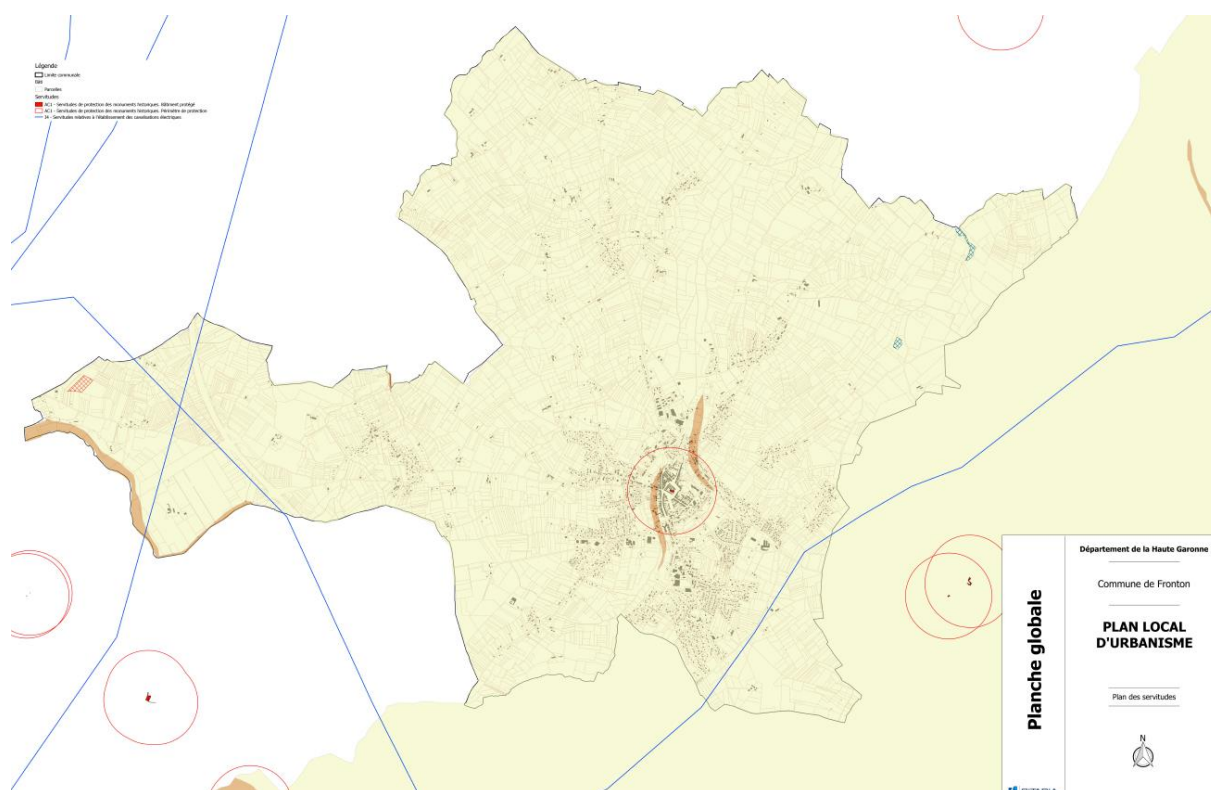 Légende
Limite communale
Bâti
Parcelles
Servitudes
AC1 - Servitudes de protection des monuments historiques. Bâtiment protégé
AC1 - Servitudes de protection des monuments historiques. Périmètre de protection
I4 - Servitudes relatives à l'établissement des canalisations électriques
Planche globale
Département de la Haute Garonne
Commune de Fronton
PLAN LOCAL
D'URBANISME
Plan des servitudes
N